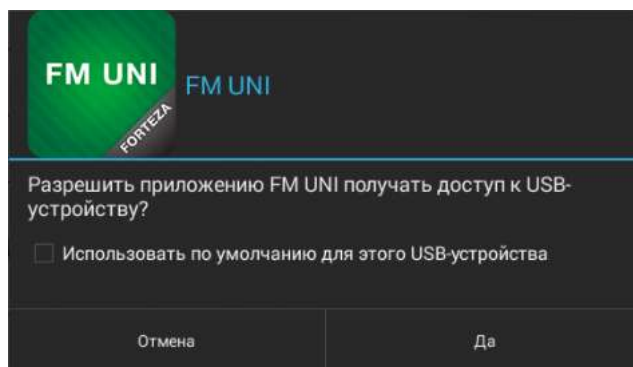 FM UNI
FORTEZA
FM UNI
Разрешить приложению FM UNI получать доступ к USB-
устройству?
Использовать по умолчанию для этого USB-устройства
Отмена
Да